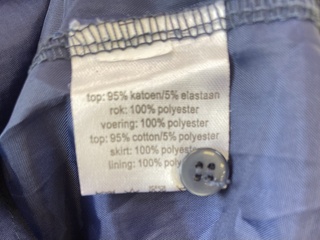 top: 95% katoen/5% elastaan
rok: 100% polyester
voering: 100% polyester
top: 95% cotton/5% elastane
skirt: 100% polyester
lining: 100%